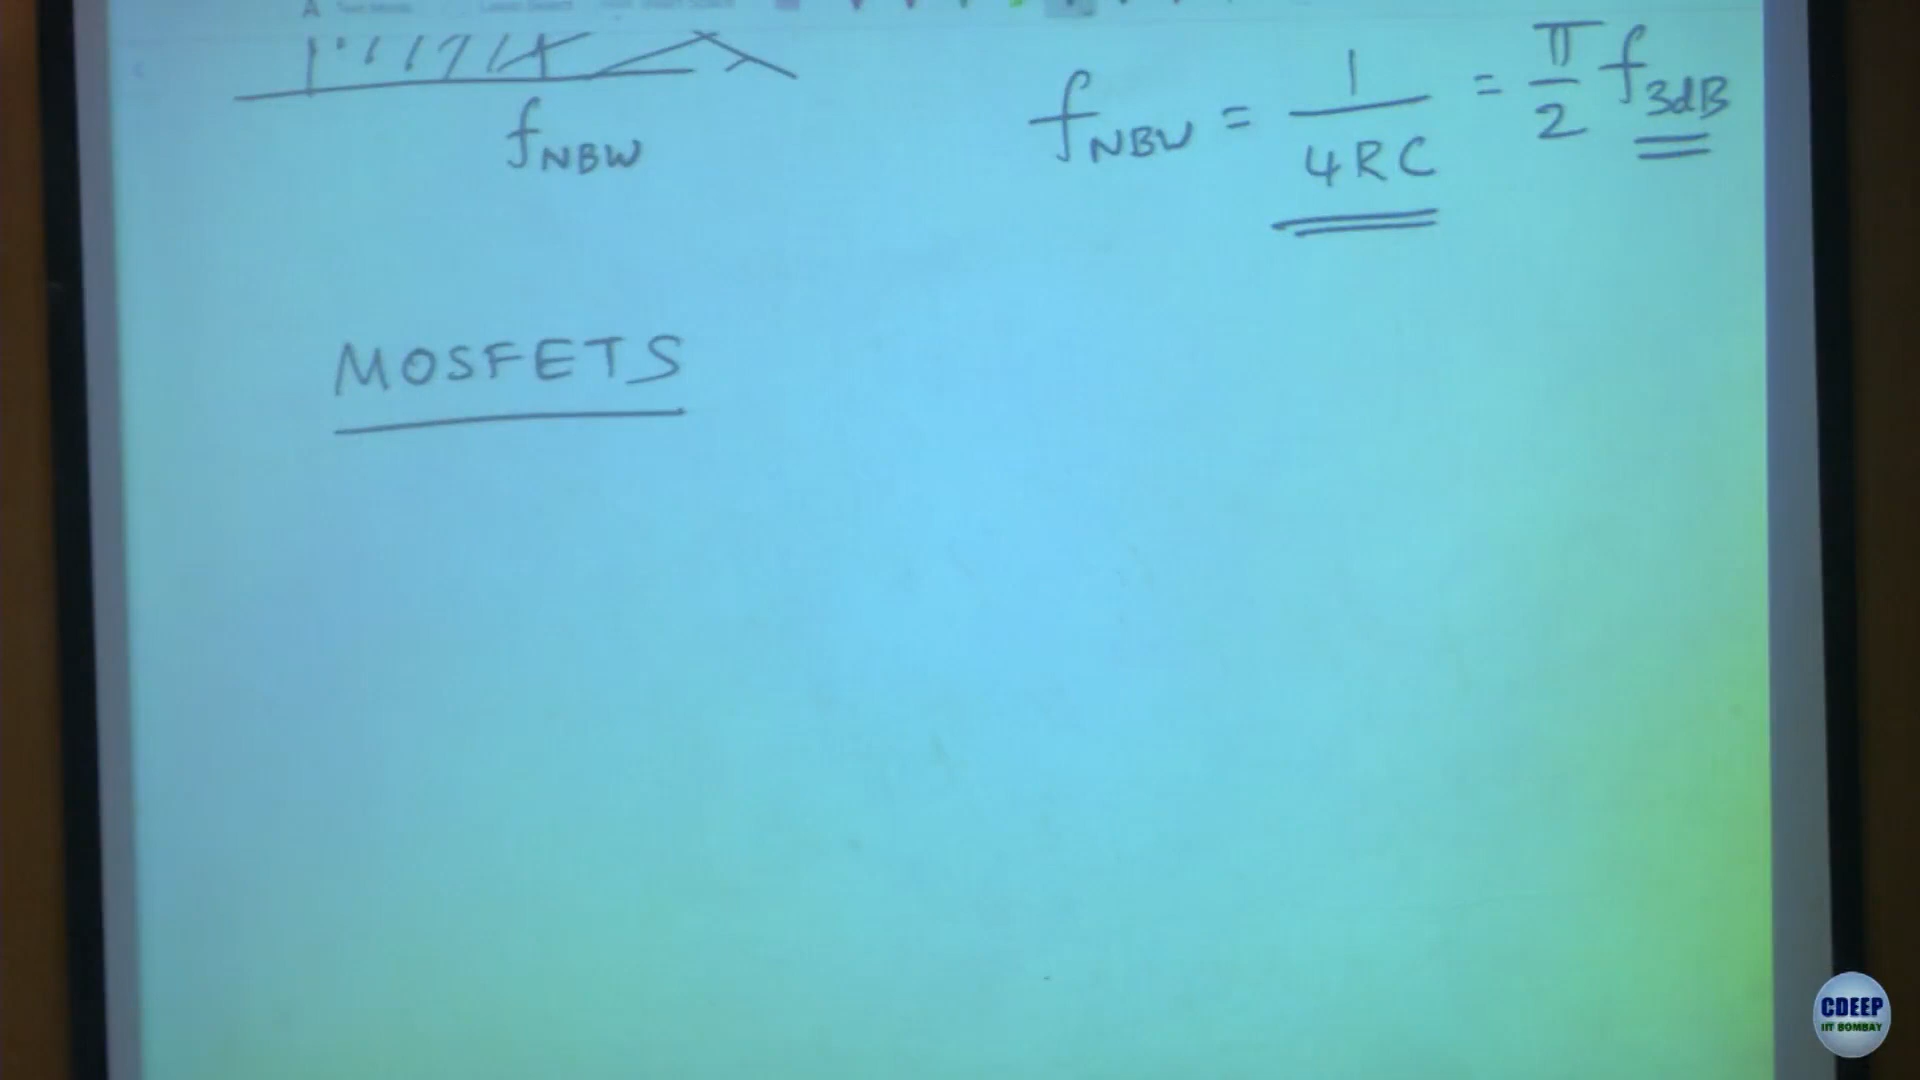 f_NBW
f_NBW = 1/4RC = π/2 f_3dB
MOSFETS
CDEEP
IIT BOMBAY